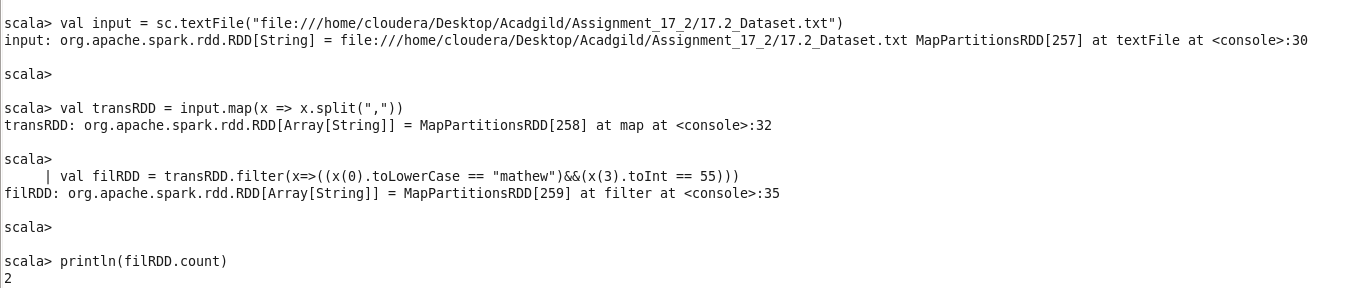 scala> val input = sc.textFile("file:///home/cloudera/Desktop/Acadgild/Assignment_17_2/17.2_Dataset.txt")
input: org.apache.spark.rdd.RDD[String] = file:///home/cloudera/Desktop/Acadgild/Assignment_17_2/17.2_Dataset.txt MapPartitionsRDD[257] at textFile at <console>:30
scala>
scala> val transRDD = input.map(x => x.split(","))
transRDD: org.apache.spark.rdd.RDD[Array[String]] = MapPartitionsRDD[258] at map at <console>:32
scala>
     | val filRDD = transRDD.filter(x=>((x(0).toLowerCase == "mathew")&&(x(3).toInt == 55)))
filRDD: org.apache.spark.rdd.RDD[Array[String]] = MapPartitionsRDD[259] at filter at <console>:35
scala>
scala> println(filRDD.count)
2